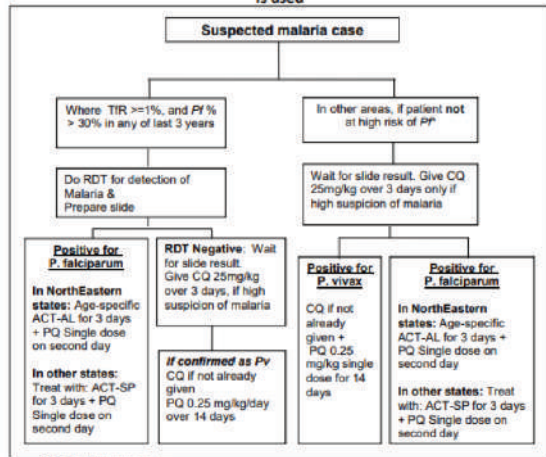 is used
Suspected malaria case
Where TfR >=1%, and Pf %
> 30% in any of last 3 years
In other areas, if patient not
at high risk of Pf*
Do RDT for detection of
Malaria &
Prepare slide
Wait for slide result. Give CQ
25mg/kg over 3 days only if
high suspicion of malaria
Positive for
P. falciparum
In NorthEastern
states: Age-specific
ACT-AL for 3 days
+ PQ Single dose
on second day
In other states:
Treat with: ACT-SP
for 3 days + PQ
Single dose on
second day
RDT Negative: Wait
for slide result.
Give CQ 25mg/kg
over 3 days, if high
suspicion of malaria
If confirmed as Pv
CQ if not already
given
PQ 0.25 mg/kg/day
over 14 days
Positive for
P. vivax
CQ if not
already
given +
PQ 0.25
mg/kg single
dose for 14
days
Positive for
P. falciparum
In NorthEastern
states: Age-specific
ACT-AL for 3 days +
PQ Single dose on
second day
In other states: Treat
with: ACT-SP for 3 days
+ PQ Single dose on
second day